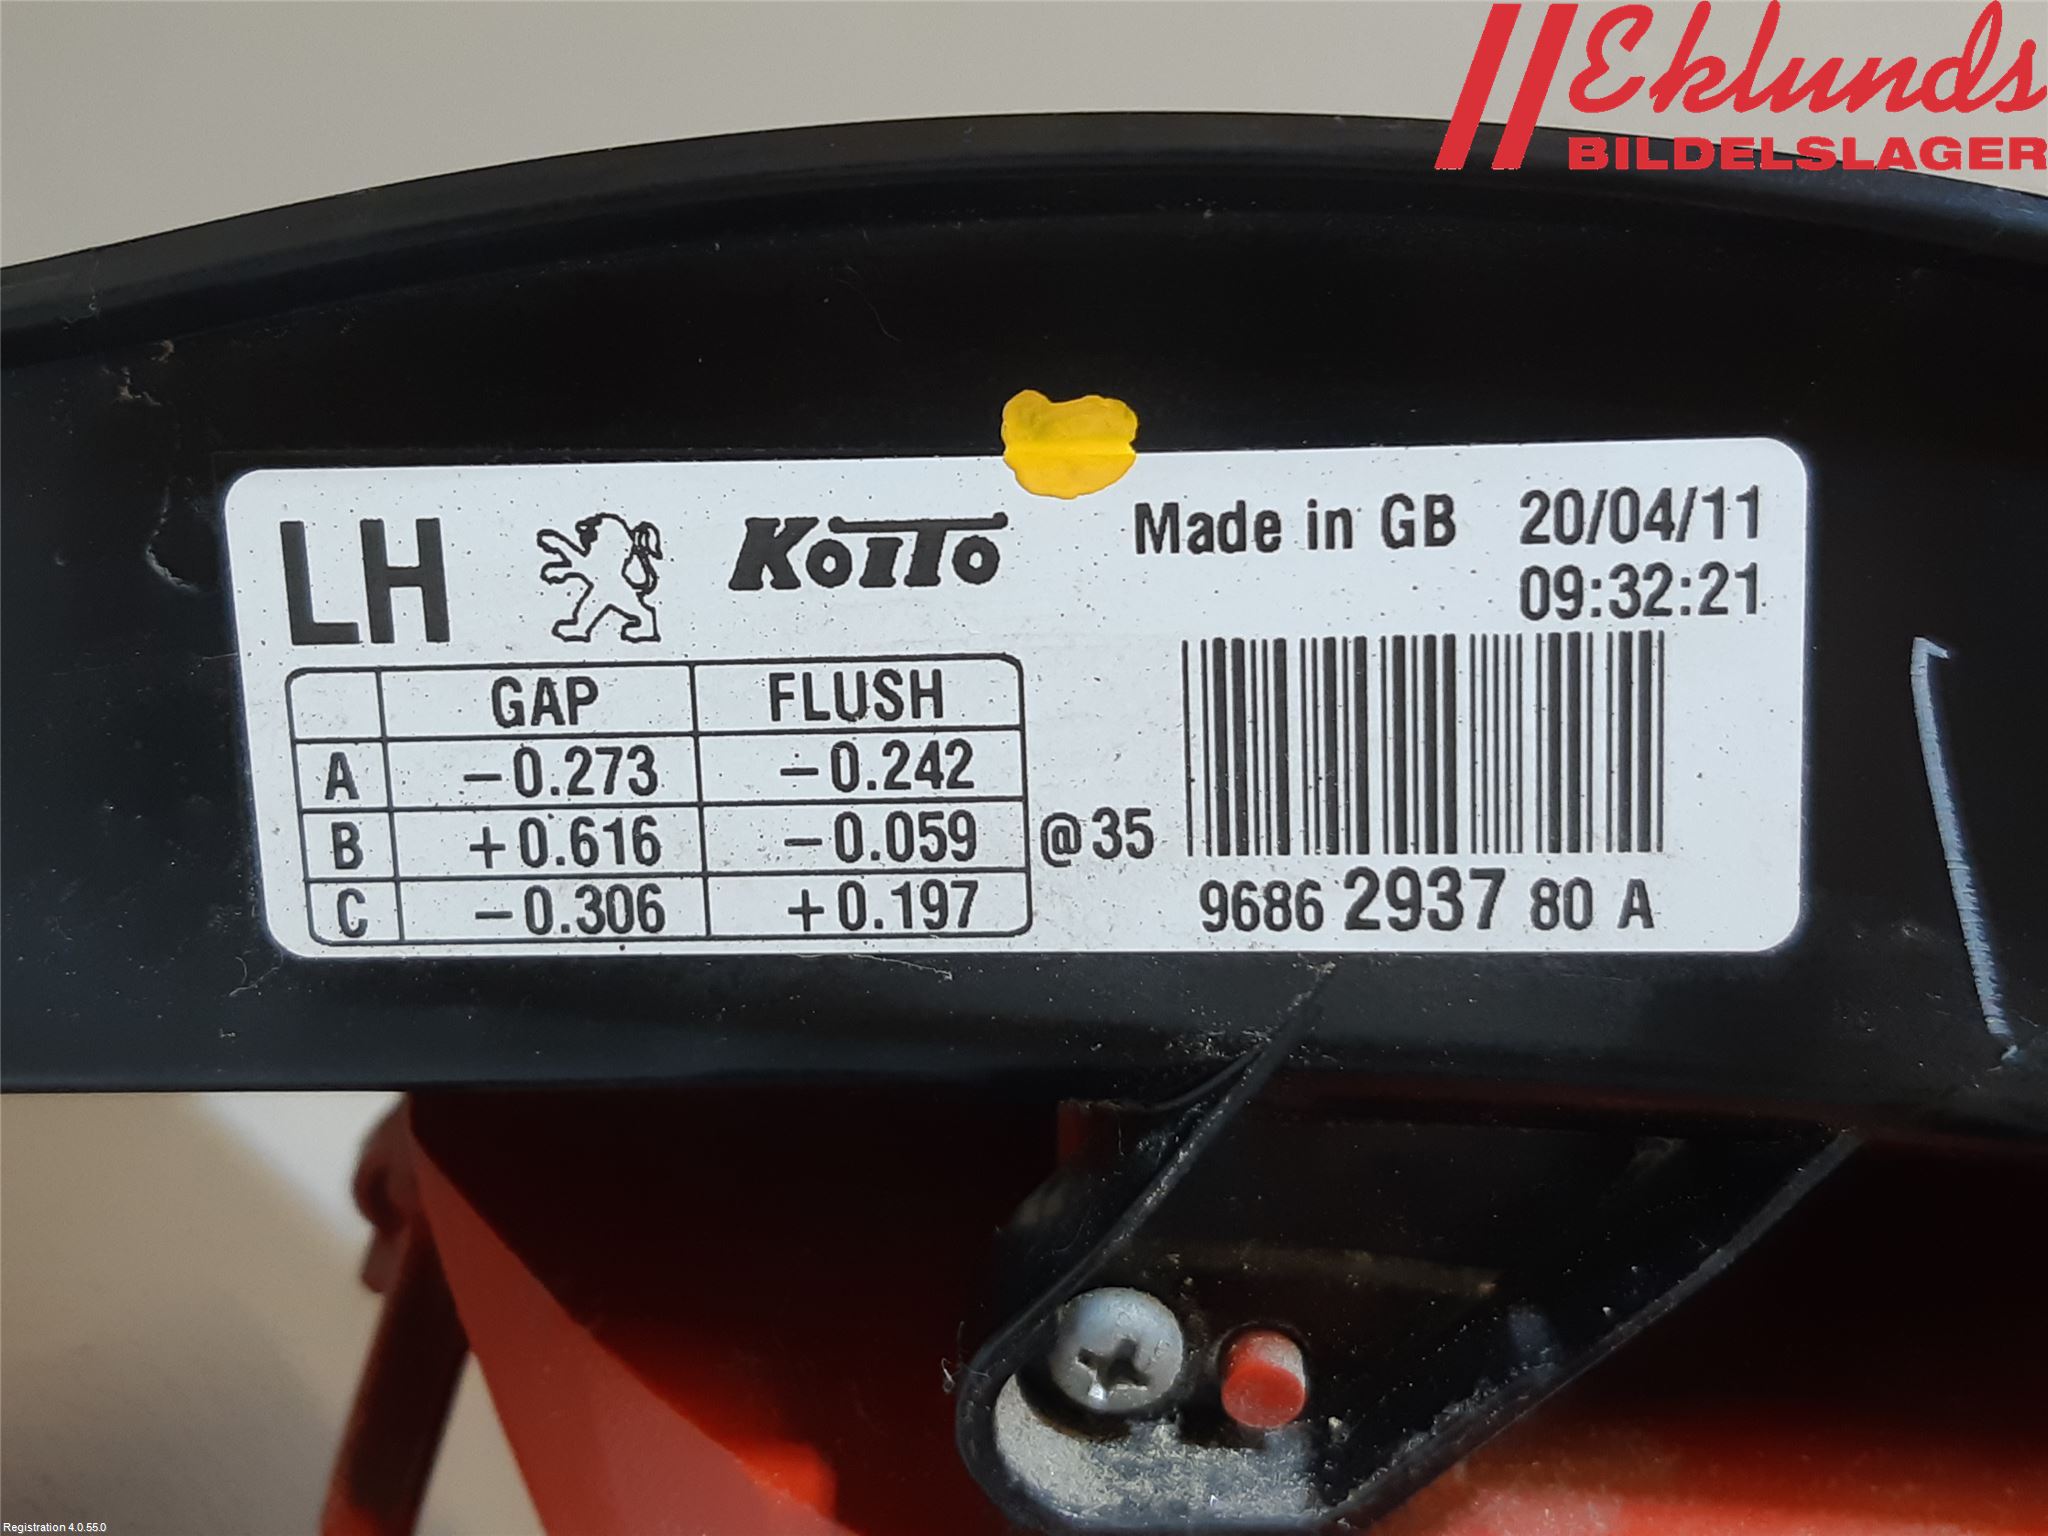 Eklunds
BILDELSLAGER
LH KOITO Made in GB 20/04/11
09:32:21
GAP FLUSH
A −0.273 −0.242
B +0.616 −0.059 @35
C −0.306 +0.197
9686 2937 80 A
Registration 4.0.55.0